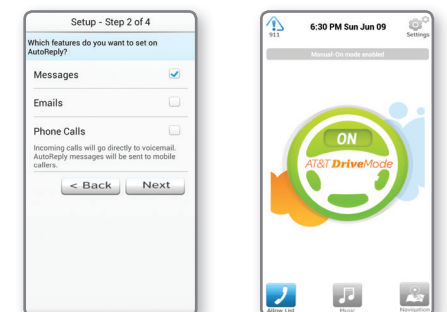 Setup - Step 2 of 4
Which features do you want to set on
AutoReply?
Messages
Emails
Phone Calls
Incoming calls will go directly to voicemail.
AutoReply messages will be sent to mobile
callers.
< Back
Next
911
6:30 PM Sun Jun 09
Settings
Manual-On mode enabled
ON
AT&T DriveMode
Allow List
Music
Navigation